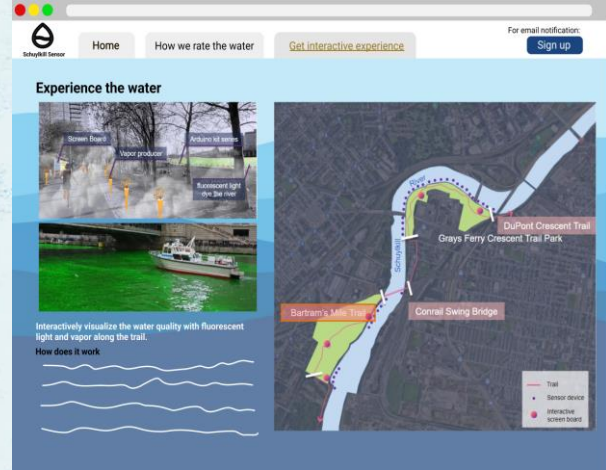 Schuylkill Sensor
Home
How we rate the water
Get interactive experience
For email notification:
Sign up
Experience the water
Screen Board
Vapor producer
Arduino kit series
fluorescent light
dye the river
Interactively visualize the water quality with fluorescent
light and vapor along the trail.
How does it work
River
Schuylkill
DuPont Crescent Trail
Grays Ferry Crescent Trail Park
Bartram's Mile Trail
Conrail Swing Bridge
Trail
Sensor device
Interactive
screen board